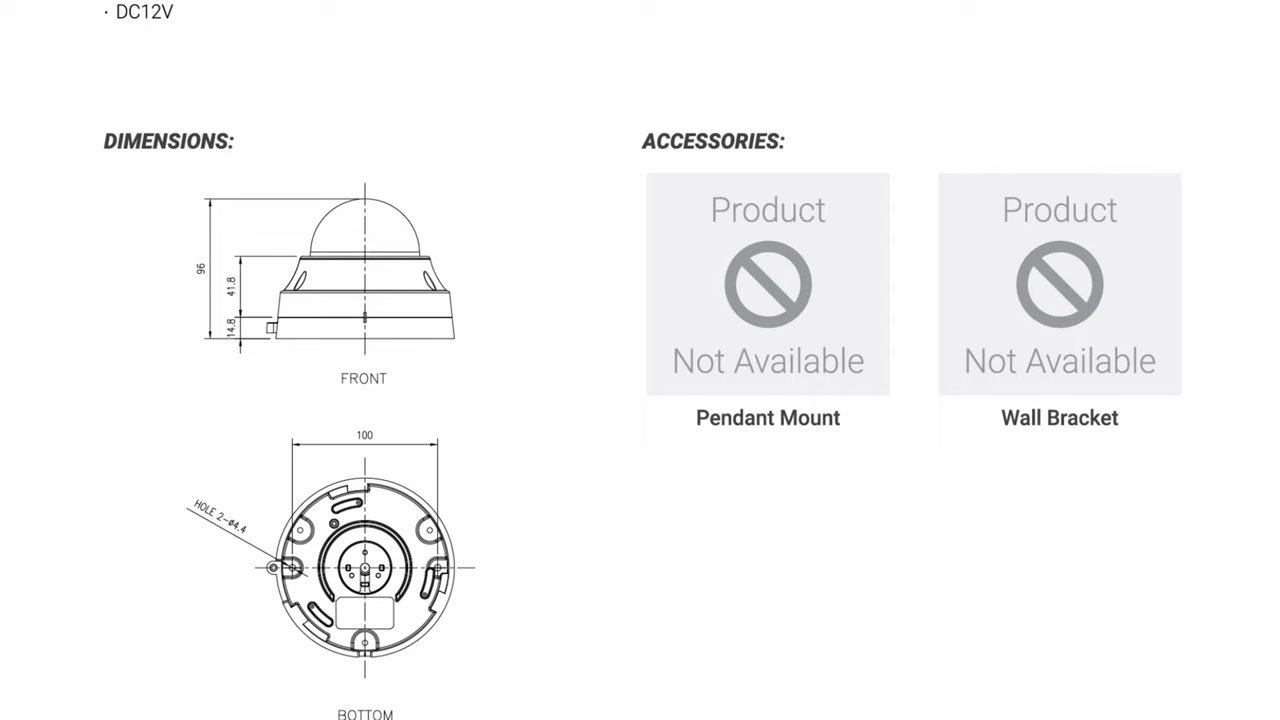 · DC12V
DIMENSIONS:
96
41.8
14.8
FRONT
100
HOLE 2-ø4.4
BOTTOM
ACCESSORIES:
Product
Not Available
Pendant Mount
Product
Not Available
Wall Bracket